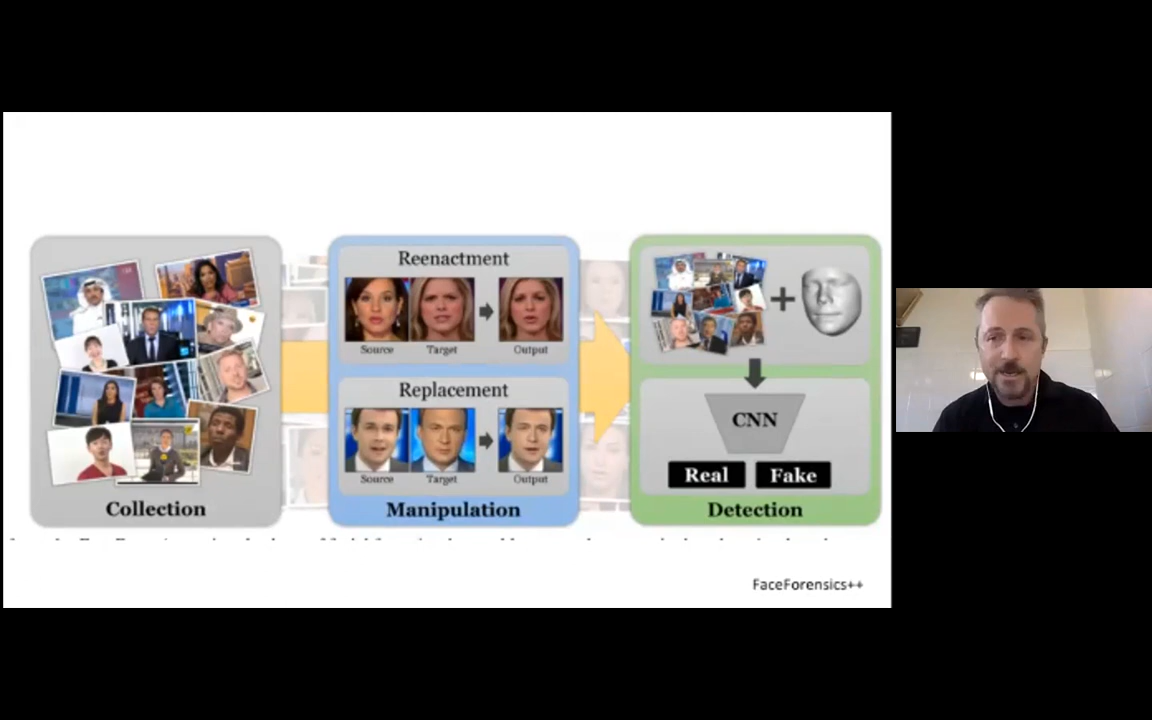 Reenactment
Source Target Output
Replacement
Source Target Output
CNN
Real Fake
Collection
Manipulation
Detection
FaceForensics++